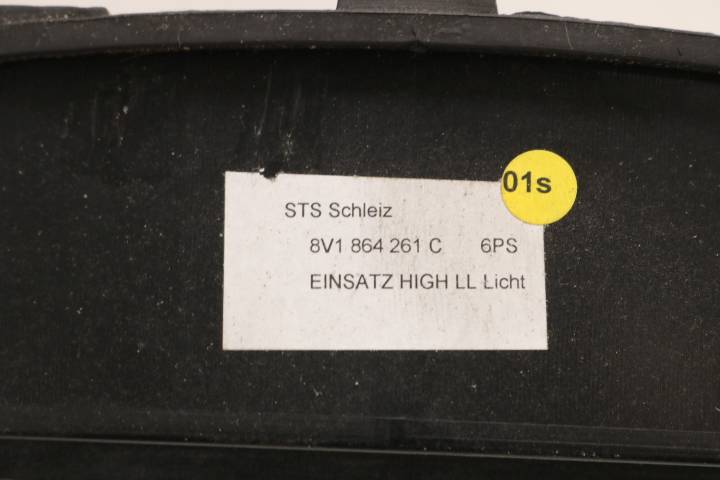 01s
STS Schleiz
8V1 864 261 C 6PS
EINSATZ HIGH LL Licht